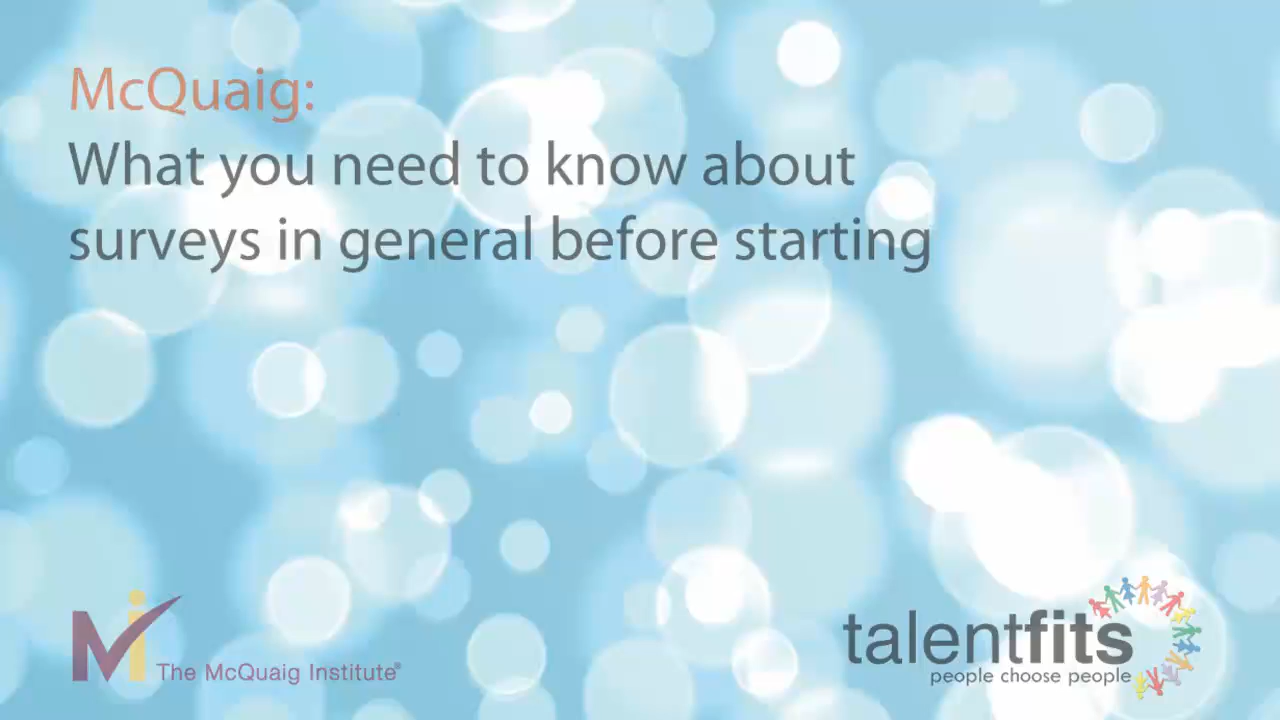 McQuaig:
What you need to know about
surveys in general before starting
The McQuaig Institute®
talentfits
people choose people